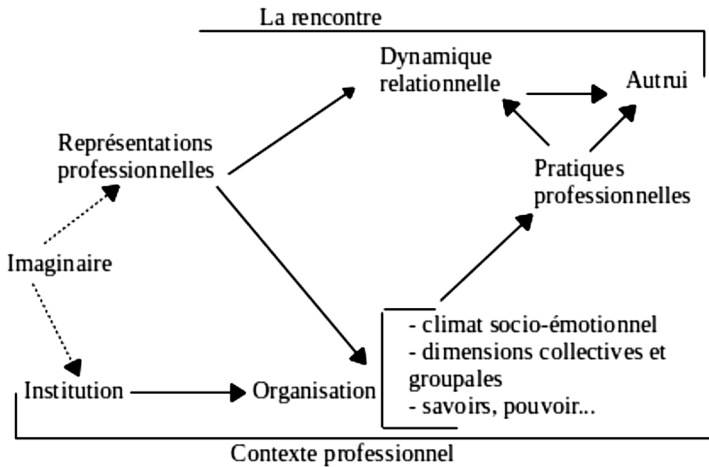 La rencontre
Dynamique
relationnelle
Autrui
Représentations
professionnelles
Pratiques
professionnelles
Imaginaire
- climat socio-émotionnel
- dimensions collectives et
groupales
- savoirs, pouvoir...
Institution
Organisation
Contexte professionnel